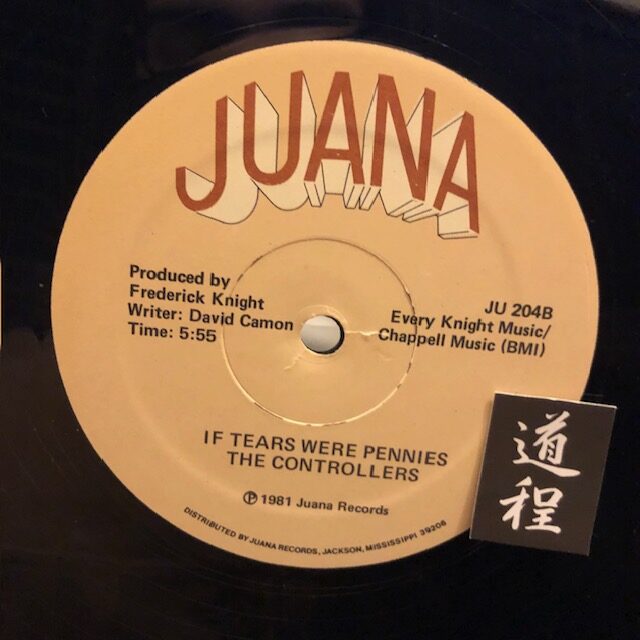 JUANA
Produced by
Frederick Knight
Writer: David Camon
Time: 5:55
JU 204B
Every Knight Music/
Chappell Music (BMI)
IF TEARS WERE PENNIES
THE CONTROLLERS
℗ 1981 Juana Records
DISTRIBUTED BY JUANA RECORDS, JACKSON, MISSISSIPPI 39206
道
程